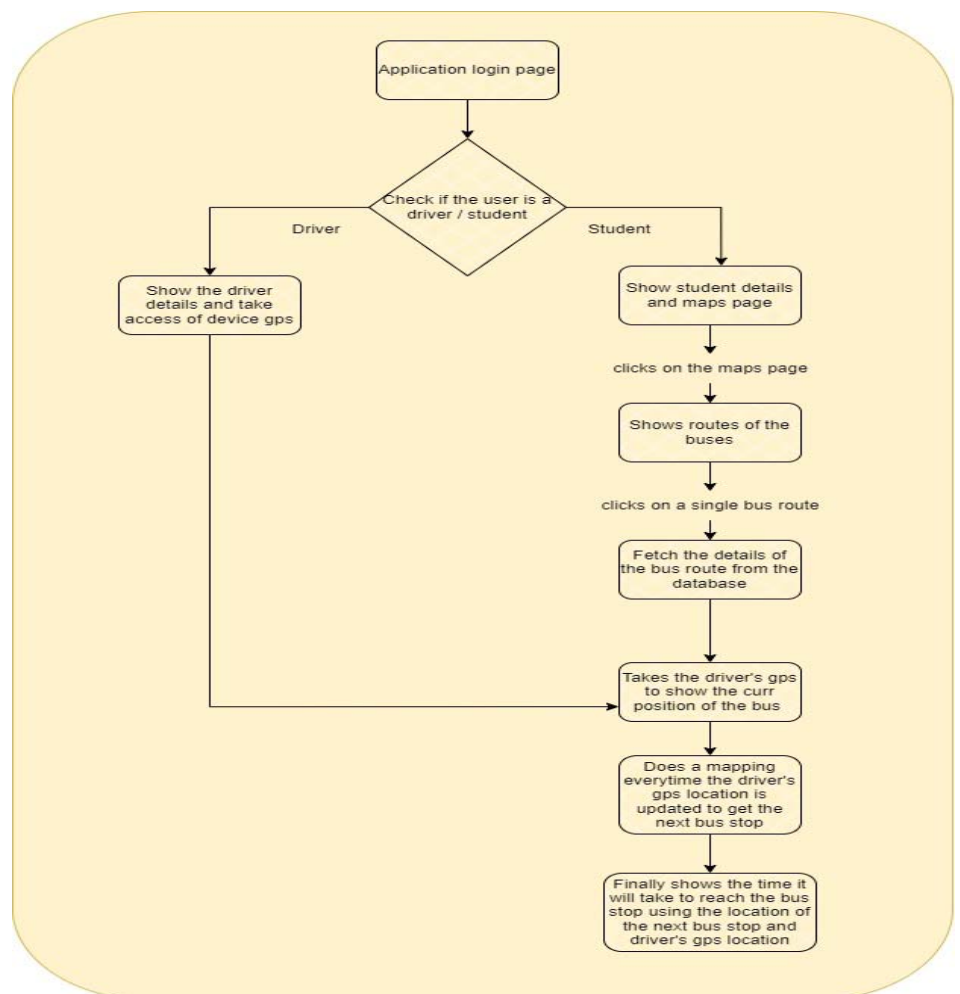 Application login page
Check if the user is a
driver / student
Driver
Student
Show the driver
details and take
access of device gps
Show student details
and maps page
clicks on the maps page
Shows routes of the
buses
clicks on a single bus route
Fetch the details of
the bus route from the
database
Takes the driver's gps
to show the curr
position of the bus
Does a mapping
everytime the driver's
gps location is
updated to get the
next bus stop
Finally shows the time it
will take to reach the bus
stop using the location of
the next bus stop and
driver's gps location